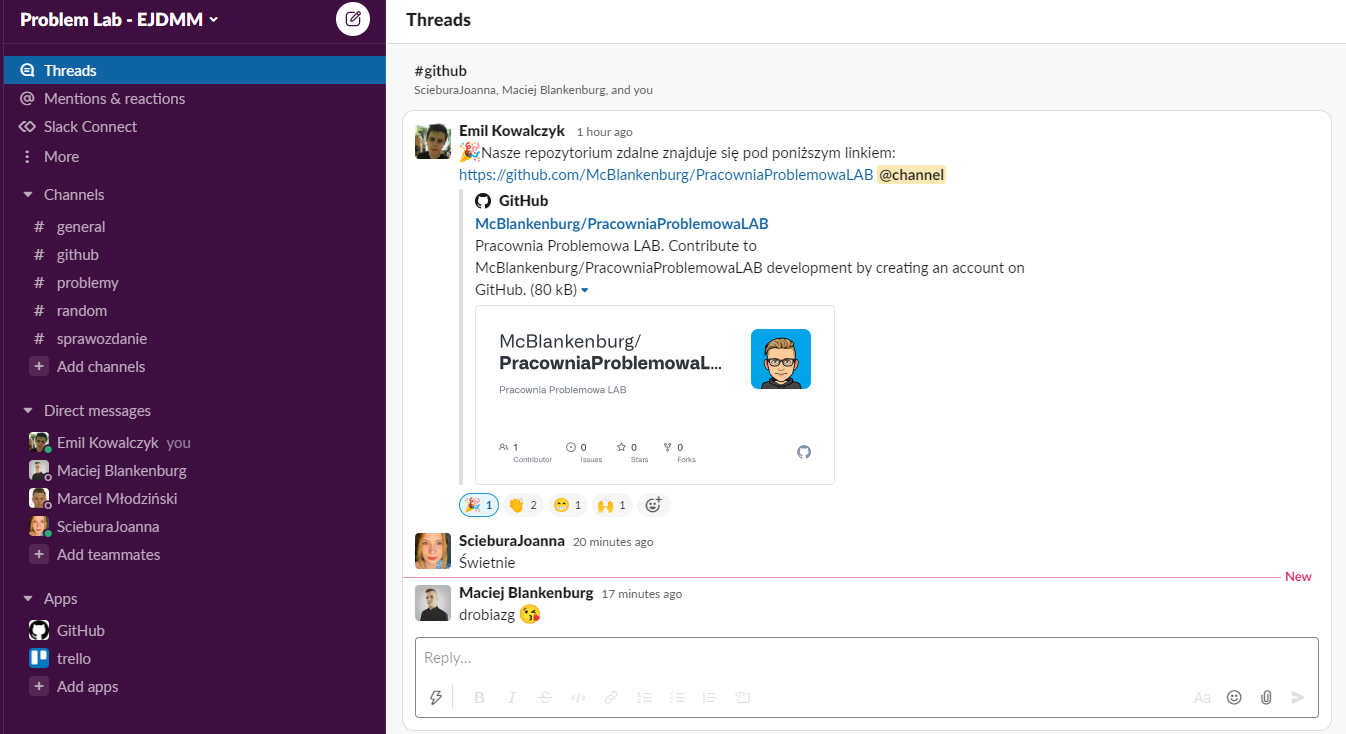 Problem Lab - EJDMM
Threads
Mentions & reactions
Slack Connect
More
Channels
# general
# github
# problemy
# random
# sprawozdanie
+ Add channels
Direct messages
Emil Kowalczyk you
Maciej Blankenburg
Marcel Młodziński
ScieburaJoanna
+ Add teammates
Apps
GitHub
trello
+ Add apps
Threads
#github
ScieburaJoanna, Maciej Blankenburg, and you
Emil Kowalczyk 1 hour ago
🎉Nasze repozytorium zdalne znajduje się pod poniższym linkiem:
https://github.com/McBlankenburg/PracowniaProblemowaLAB @channel
GitHub
McBlankenburg/PracowniaProblemowaLAB
Pracownia Problemowa LAB. Contribute to
McBlankenburg/PracowniaProblemowaLAB development by creating an account on
GitHub. (80 kB)
McBlankenburg/
PracowniaProblemowaL...
Pracownia Problemowa LAB
1 0 0 0
Contributor Issues Stars Forks
🎉 1 👏 2 😁 1 🙌 1
ScieburaJoanna 20 minutes ago
Świetnie
New
Maciej Blankenburg 17 minutes ago
drobiazg 😘
Reply...
B I S </> Aa